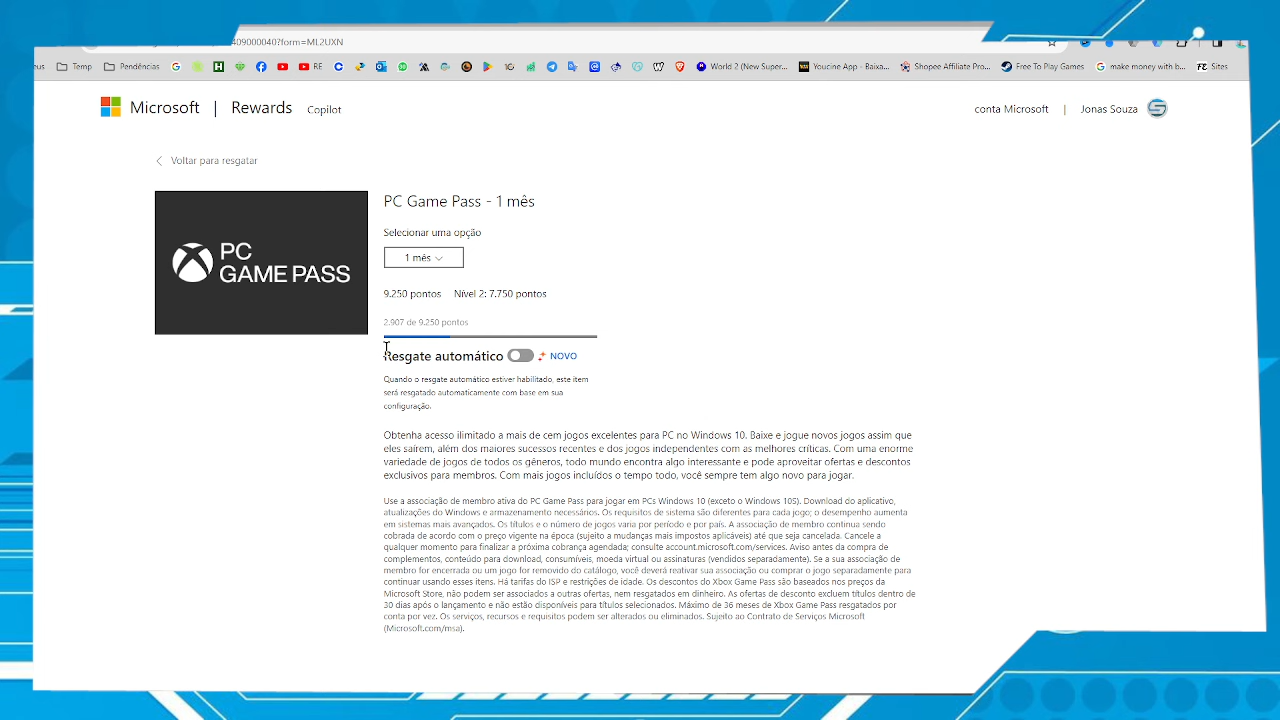 409000040?form=ML2UXN
eus Temp Pendências RE World 2 (New Super... Youcine App - Baixa... Shopee Affiliate Pro... Free To Play Games make money with b... Sites
Microsoft | Rewards Copilot conta Microsoft | Jonas Souza
Voltar para resgatar
PC Game Pass - 1 mês
Selecionar uma opção
PC
GAME PASS
1 mês
9.250 pontos Nível 2: 7.750 pontos
2.907 de 9.250 pontos
Resgate automático NOVO
Quando o resgate automático estiver habilitado, este item
será resgatado automaticamente com base em sua
configuração.
Obtenha acesso ilimitado a mais de cem jogos excelentes para PC no Windows 10. Baixe e jogue novos jogos assim que
eles saírem, além dos maiores sucessos recentes e dos jogos independentes com as melhores críticas. Com uma enorme
variedade de jogos de todos os gêneros, todo mundo encontra algo interessante e pode aproveitar ofertas e descontos
exclusivos para membros. Com mais jogos incluídos o tempo todo, você sempre tem algo novo para jogar.
Use a associação de membro ativa do PC Game Pass para jogar em PCs Windows 10 (exceto o Windows 10S). Download do aplicativo,
atualizações do Windows e armazenamento necessários. Os requisitos de sistema são diferentes para cada jogo; o desempenho aumenta
em sistemas mais avançados. Os títulos e o número de jogos varia por período e por país. A associação de membro continua sendo
cobrada de acordo com o preço vigente na época (sujeito a mudanças mais impostos aplicáveis) até que seja cancelada. Cancele a
qualquer momento para finalizar a próxima cobrança agendada; consulte account.microsoft.com/services. Aviso antes da compra de
complementos, conteúdo para download, consumíveis, moeda virtual ou assinaturas (vendidos separadamente). Se a sua associação de
membro for encerrada ou um jogo for removido do catálogo, você deverá reativar sua associação ou comprar o jogo separadamente para
continuar usando esses itens. Há tarifas do ISP e restrições de idade. Os descontos do Xbox Game Pass são baseados nos preços da
Microsoft Store, não podem ser associados a outras ofertas, nem resgatados em dinheiro. As ofertas de desconto excluem títulos dentro de
30 dias após o lançamento e não estão disponíveis para títulos selecionados. Máximo de 36 meses de Xbox Game Pass resgatados por
conta por vez. Os serviços, recursos e requisitos podem ser alterados ou eliminados. Sujeito ao Contrato de Serviços Microsoft
(Microsoft.com/msa).